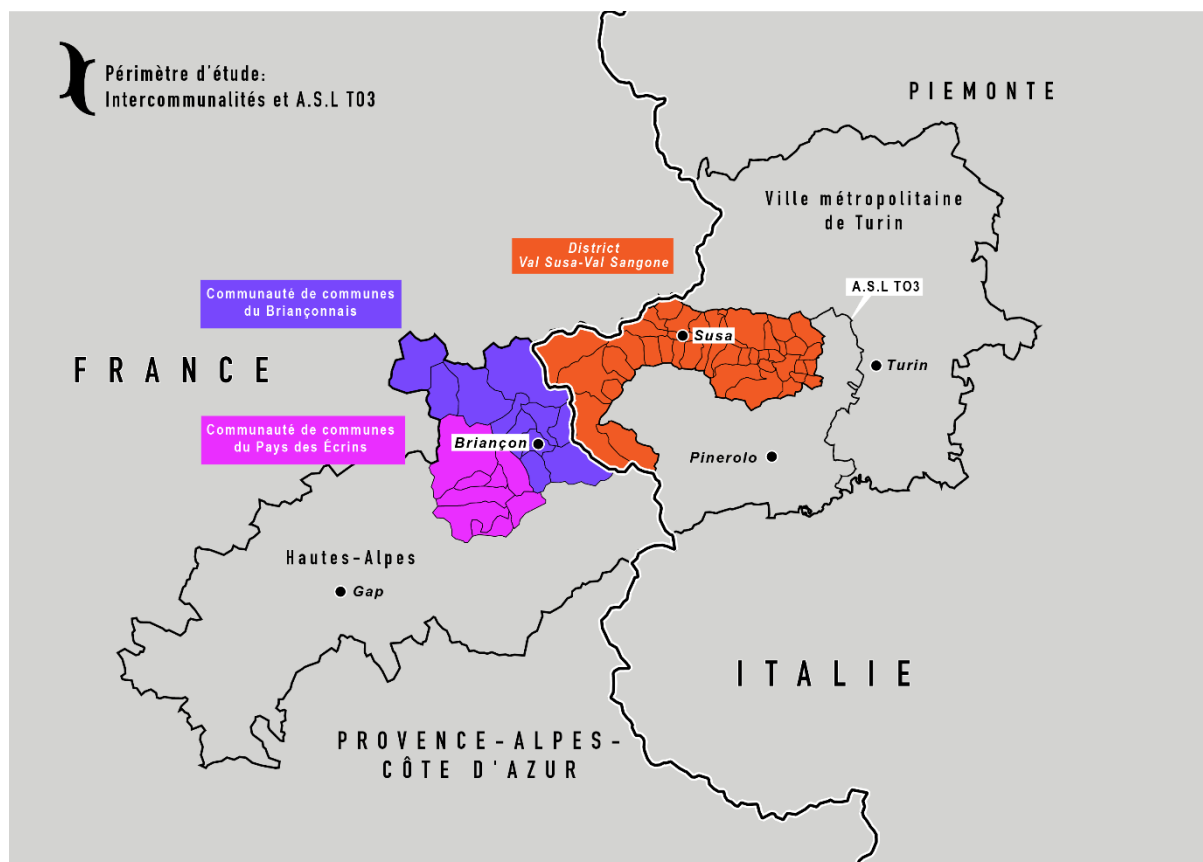 Périmètre d'étude:
Intercommunalités et A.S.L TO3
PIEMONTE
Ville métropolitaine
de Turin
District
Val Susa-Val Sangone
Communauté de communes
du Briançonnais
A.S.L TO3
Susa
FRANCE
Turin
Communauté de communes
du Pays des Écrins
Briançon
Pinerolo
Hautes-Alpes
Gap
ITALIE
PROVENCE-ALPES-
CÔTE D'AZUR